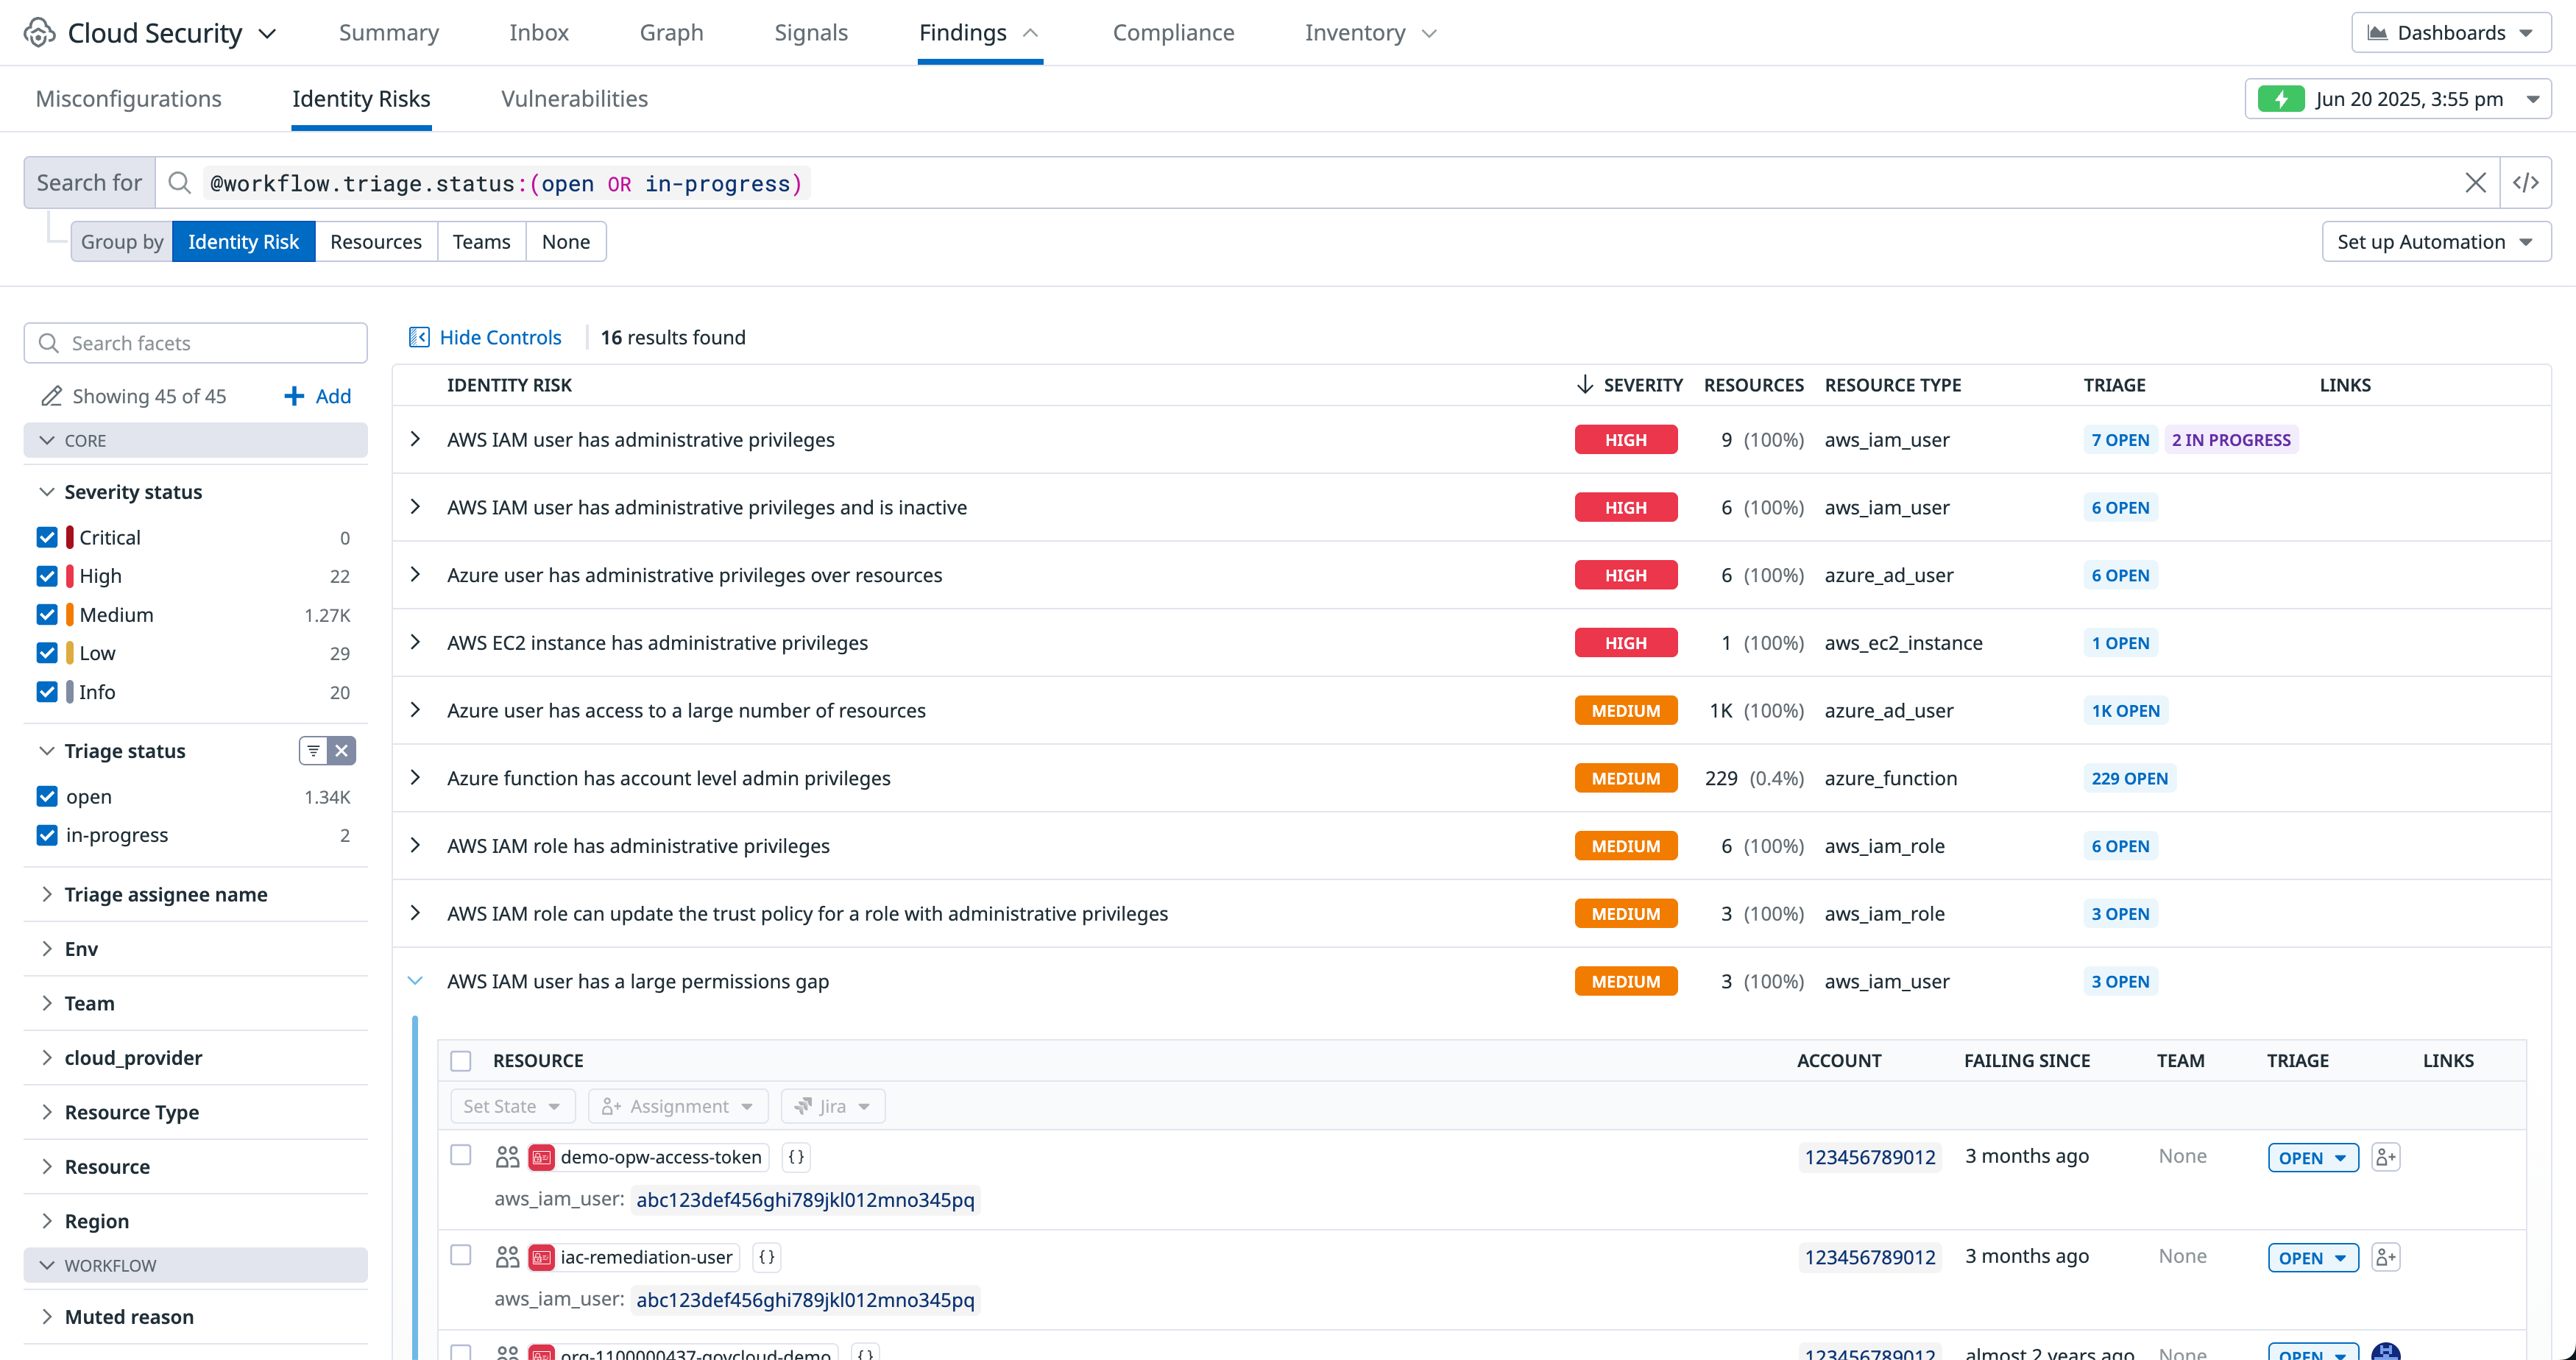 Cloud Security
Summary
Inbox
Graph
Signals
Findings
Compliance
Inventory
Dashboards
Misconfigurations
Identity Risks
Vulnerabilities
Jun 20 2025, 3:55 pm
Search for
@workflow.triage.status:(open OR in-progress)
</>
Group by
Identity Risk
Resources
Teams
None
Set up Automation
Search facets
Hide Controls
16 results found
Showing 45 of 45
Add
CORE
Severity status
Critical 0
High 22
Medium 1.27K
Low 29
Info 20
Triage status
open 1.34K
in-progress 2
Triage assignee name
Env
Team
cloud_provider
Resource Type
Resource
Region
WORKFLOW
Muted reason
IDENTITY RISK SEVERITY RESOURCES RESOURCE TYPE TRIAGE LINKS
AWS IAM user has administrative privileges HIGH 9 (100%) aws_iam_user 7 OPEN 2 IN PROGRESS
AWS IAM user has administrative privileges and is inactive HIGH 6 (100%) aws_iam_user 6 OPEN
Azure user has administrative privileges over resources HIGH 6 (100%) azure_ad_user 6 OPEN
AWS EC2 instance has administrative privileges HIGH 1 (100%) aws_ec2_instance 1 OPEN
Azure user has access to a large number of resources MEDIUM 1K (100%) azure_ad_user 1K OPEN
Azure function has account level admin privileges MEDIUM 229 (0.4%) azure_function 229 OPEN
AWS IAM role has administrative privileges MEDIUM 6 (100%) aws_iam_role 6 OPEN
AWS IAM role can update the trust policy for a role with administrative privileges MEDIUM 3 (100%) aws_iam_role 3 OPEN
AWS IAM user has a large permissions gap MEDIUM 3 (100%) aws_iam_user 3 OPEN
RESOURCE ACCOUNT FAILING SINCE TEAM TRIAGE LINKS
Set State Assignment Jira
demo-opw-access-token {} 123456789012 3 months ago None OPEN
aws_iam_user: abc123def456ghi789jkl012mno345pq
iac-remediation-user {} 123456789012 3 months ago None OPEN
aws_iam_user: abc123def456ghi789jkl012mno345pq
org-1100000437-govcloud-demo {} 123456789012 almost 2 years ago None OPEN